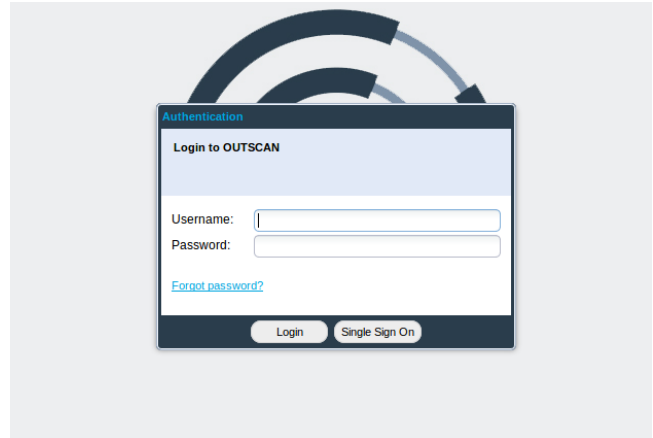 Authentication
Login to OUTSCAN
Username:
Password:
Forgot password?
Login Single Sign On